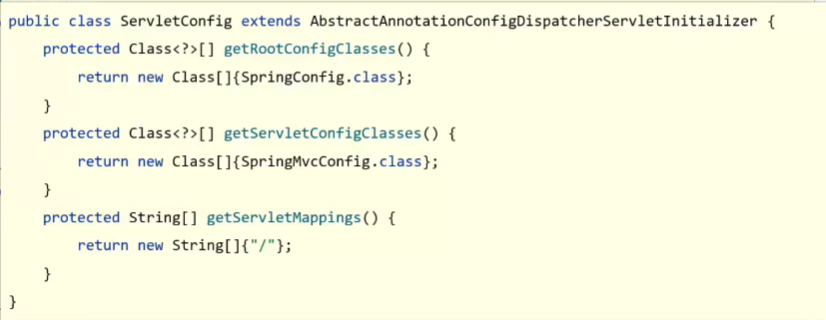 public class ServletConfig extends AbstractAnnotationConfigDispatcherServletInitializer {
    protected Class<?>[] getRootConfigClasses() {
        return new Class[]{SpringConfig.class};
    }
    protected Class<?>[] getServletConfigClasses() {
        return new Class[]{SpringMvcConfig.class};
    }
    protected String[] getServletMappings() {
        return new String[]{"/"};
    }
}